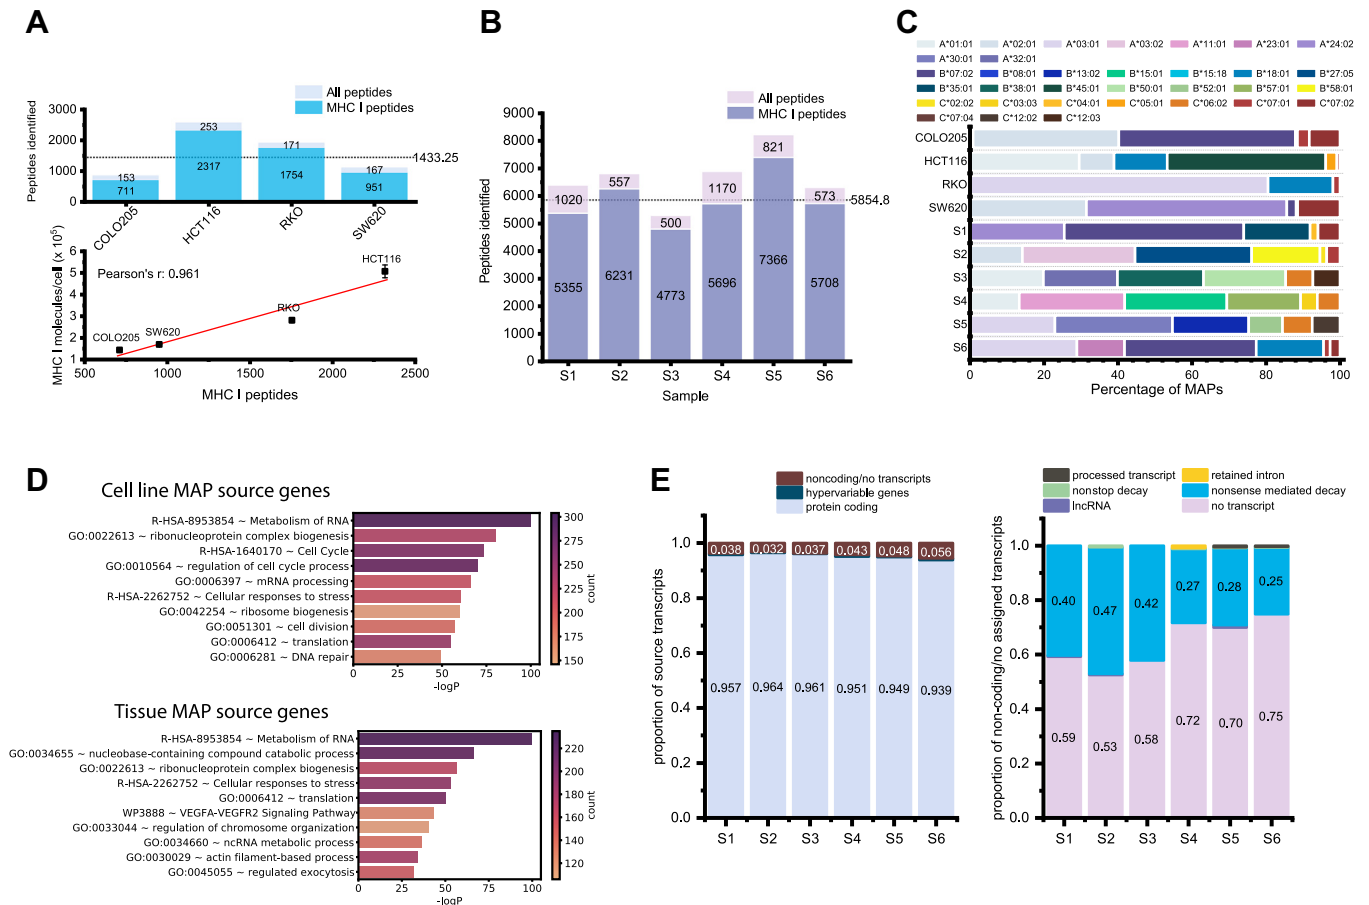 A
All peptides
MHC I peptides
Peptides identified
3000
2000
1000
0
153
711
253
2317
171
1754
167
951
1433.25
COLO205
HCT116
RKO
SW620
MHC I molecules/cell (x 10⁵)
6
5
4
3
2
1
Pearson's r: 0.961
COLO205
SW620
RKO
HCT116
500
1000
1500
2000
2500
MHC I peptides
B
All peptides
MHC I peptides
Peptides identified
9000
8000
7000
6000
5000
4000
3000
2000
1000
0
1020
5355
557
6231
500
4773
1170
5696
821
7366
573
5708
5854.8
S1
S2
S3
S4
S5
S6
Sample
C
A*01:01 A*02:01 A*03:01 A*03:02 A*11:01 A*23:01 A*24:02
A*30:01 A*32:01
B*07:02 B*08:01 B*13:02 B*15:01 B*15:18 B*18:01 B*27:05
B*35:01 B*38:01 B*45:01 B*50:01 B*52:01 B*57:01 B*58:01
C*02:02 C*03:03 C*04:01 C*05:01 C*06:02 C*07:01 C*07:02
C*07:04 C*12:02 C*12:03
COLO205
HCT116
RKO
SW620
S1
S2
S3
S4
S5
S6
0
20
40
60
80
100
Percentage of MAPs
D
Cell line MAP source genes
R-HSA-8953854 ~ Metabolism of RNA
GO:0022613 ~ ribonucleoprotein complex biogenesis
R-HSA-1640170 ~ Cell Cycle
GO:0010564 ~ regulation of cell cycle process
GO:0006397 ~ mRNA processing
R-HSA-2262752 ~ Cellular responses to stress
GO:0042254 ~ ribosome biogenesis
GO:0051301 ~ cell division
GO:0006412 ~ translation
GO:0006281 ~ DNA repair
0
25
50
75
100
-logP
300
250
200
150
count
Tissue MAP source genes
R-HSA-8953854 ~ Metabolism of RNA
GO:0034655 ~ nucleobase-containing compound catabolic process
GO:0022613 ~ ribonucleoprotein complex biogenesis
R-HSA-2262752 ~ Cellular responses to stress
GO:0006412 ~ translation
WP3888 ~ VEGFA-VEGFR2 Signaling Pathway
GO:0033044 ~ regulation of chromosome organization
GO:0034660 ~ ncRNA metabolic process
GO:0030029 ~ actin filament-based process
GO:0045055 ~ regulated exocytosis
0
25
50
75
100
-logP
220
200
180
160
140
120
count
E
noncoding/no transcripts
hypervariable genes
protein coding
proportion of source transcripts
1.0
0.8
0.6
0.4
0.2
0.0
0.038
0.032
0.037
0.043
0.048
0.056
0.957
0.964
0.961
0.951
0.949
0.939
S1
S2
S3
S4
S5
S6
processed transcript
retained intron
nonstop decay
nonsense mediated decay
lncRNA
no transcript
proportion of non-coding/no assigned transcripts
1.0
0.8
0.6
0.4
0.2
0.0
0.40
0.47
0.42
0.27
0.28
0.25
0.59
0.53
0.58
0.72
0.70
0.75
S1
S2
S3
S4
S5
S6